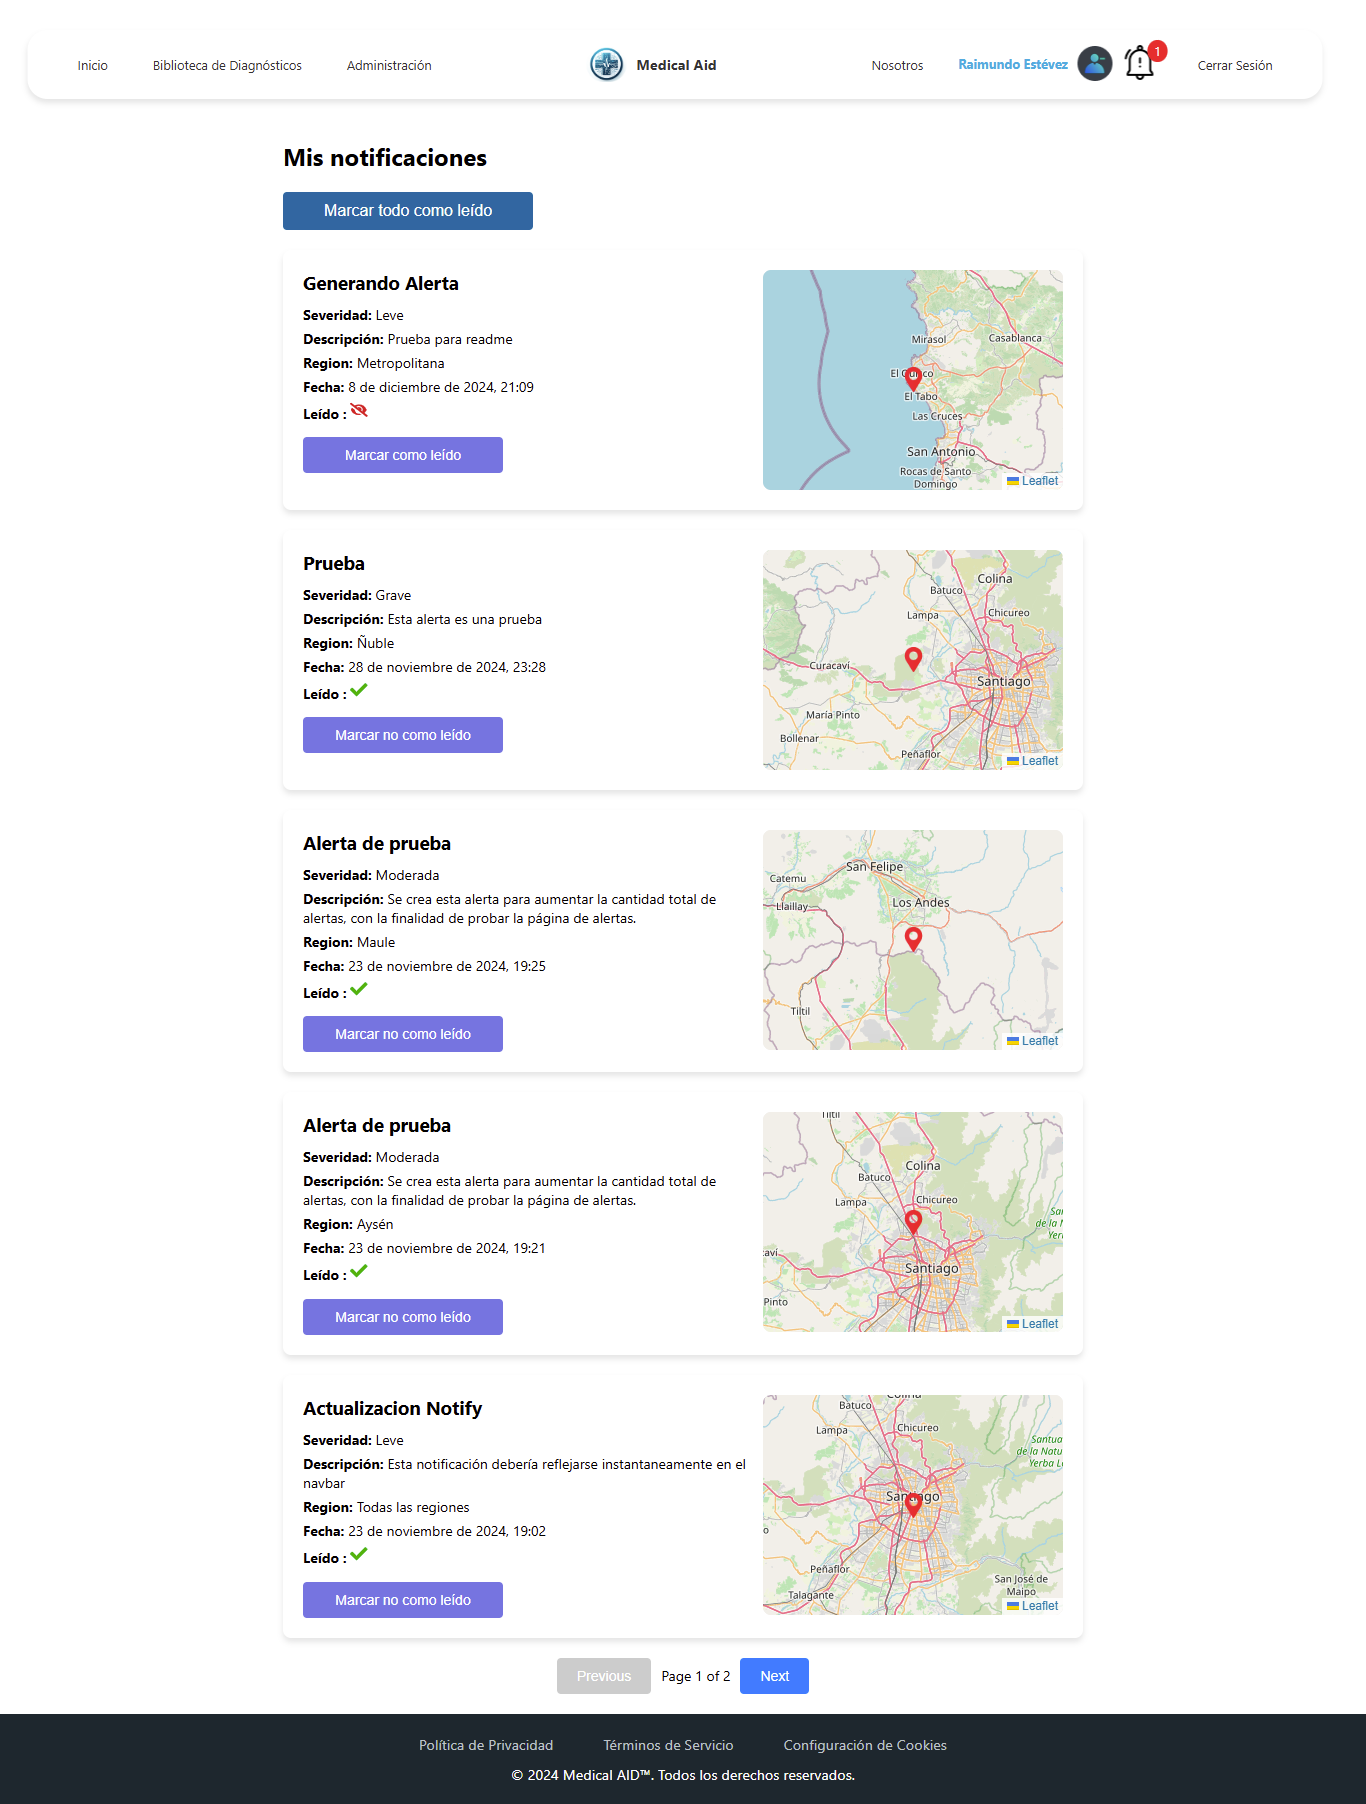 Inicio
Biblioteca de Diagnósticos
Administración
Medical Aid
Nosotros
Raimundo Estévez
1
Cerrar Sesión
Mis notificaciones
Marcar todo como leído
Generando Alerta
Severidad: Leve
Descripción: Prueba para readme
Region: Metropolitana
Fecha: 8 de diciembre de 2024, 21:09
Leído :
Marcar como leído
Mirasol
Casablanca
El Quisco
El Tabo
Las Cruces
San Antonio
Rocas de Santo
Domingo
Leaflet
Prueba
Severidad: Grave
Descripción: Esta alerta es una prueba
Region: Ñuble
Fecha: 28 de noviembre de 2024, 23:28
Leído :
Marcar no como leído
Colina
Batuco
Chicureo
Lampa
Curacaví
Santiago
María Pinto
Bollenar
Peñaflor
Leaflet
Alerta de prueba
Severidad: Moderada
Descripción: Se crea esta alerta para aumentar la cantidad total de
alertas, con la finalidad de probar la página de alertas.
Region: Maule
Fecha: 23 de noviembre de 2024, 19:25
Leído :
Marcar no como leído
San Felipe
Catemu
Llaillay
Los Andes
Tiltil
Leaflet
Alerta de prueba
Severidad: Moderada
Descripción: Se crea esta alerta para aumentar la cantidad total de
alertas, con la finalidad de probar la página de alertas.
Region: Aysén
Fecha: 23 de noviembre de 2024, 19:21
Leído :
Marcar no como leído
Tiltil
Colina
Batuco
Chicureo
Lampa
Sa
de la N
Yer
caví
Santiago
Pinto
Leaflet
Actualizacion Notify
Severidad: Leve
Descripción: Esta notificación debería reflejarse instantaneamente en el
navbar
Region: Todas las regiones
Fecha: 23 de noviembre de 2024, 19:02
Leído :
Marcar no como leído
Colina
Batuco
Chicureo
Lampa
Santua
de la Natu
Yerba L
Santiago
o
Peñaflor
San José de
Maipo
Talagante
Leaflet
Previous
Page 1 of 2
Next
Política de Privacidad
Términos de Servicio
Configuración de Cookies
© 2024 Medical AID™. Todos los derechos reservados.